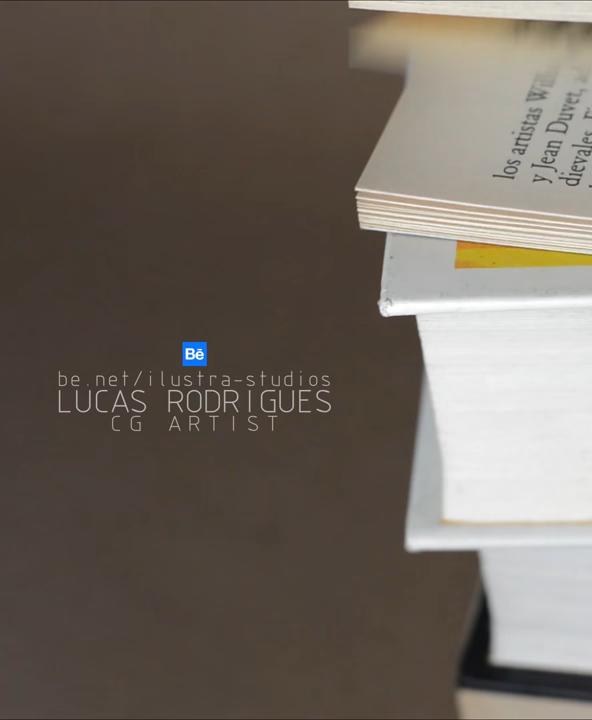 los artistas
y Jean Duvet,
dievales,
Bē
be.net/ilustra-studios
LUCAS RODRIGUES
CG ARTIST